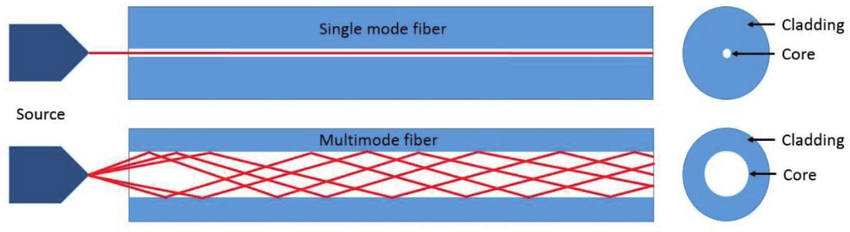 Single mode fiber
Cladding
Core
Source
Multimode fiber
Cladding
Core